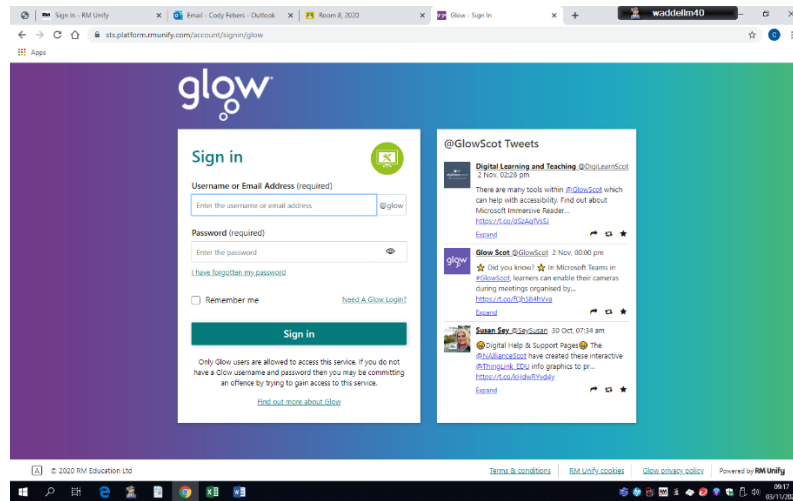 Sign in - RM Unify
Email - Cody Febers - Outlook
Room 8, 2020
Glow - Sign In
waddellm40
sts.platform.rmunify.com/account/signin/glow
C
Apps
glow
Sign in
Username or Email Address (required)
Enter the username or email address
@glow
Password (required)
Enter the password
I have forgotten my password
Remember me
Need A Glow Login?
Sign in
Only Glow users are allowed to access this service. If you do not
have a Glow username and password then you may be committing
an offence by trying to gain access to this service.
Find out more about Glow
@GlowScot Tweets
Digital Learning and Teaching @DigiLearnScot
2 Nov, 02:28 pm
There are many tools within @GlowScot which
can help with accessibility. Find out about
Microsoft Immersive Reader...
Expand
glow
Glow Scot @GlowScot 2 Nov, 00:00 pm
⭐ Did you know? ⭐ In Microsoft Teams in
#GlowScot, learners can enable their cameras
during meetings organised by...
https://t.co/fQhS84hVva
Expand
Susan Sey @SeySusan 30 Oct, 07:34 am
Digital Help & Support Pages The
@NAllianceScot have created these interactive
@ThingLink_EDU info graphics to pr...
https://t.co/kHdwRYvd4y
Expand
A
© 2020 RM Education Ltd
Terms & conditions
RM Unify cookies
Glow privacy policy
Powered by RM Unify
09:17